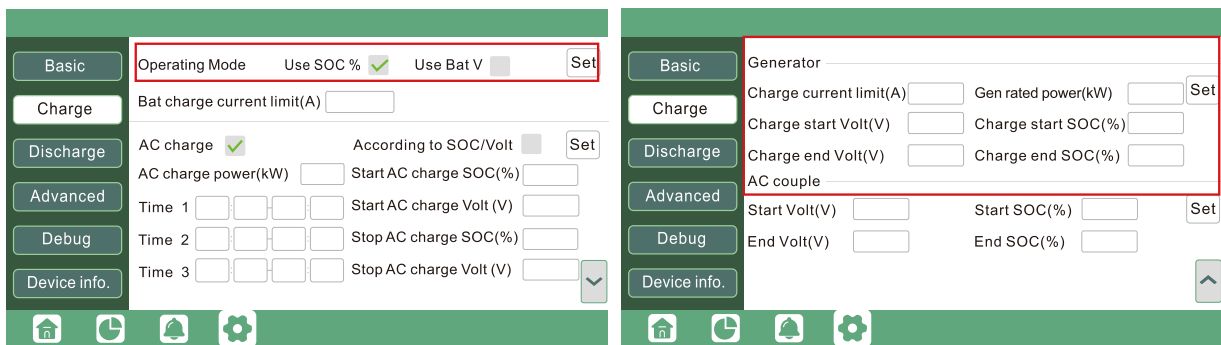 Basic
Charge
Discharge
Advanced
Debug
Device info.
Operating Mode Use SOC % Use Bat V Set
Bat charge current limit(A)
AC charge According to SOC/Volt Set
AC charge power(kW) Start AC charge SOC(%)
Time 1 : - : Start AC charge Volt (V)
Time 2 : - : Stop AC charge SOC(%)
Time 3 : - : Stop AC charge Volt (V)
Basic
Charge
Discharge
Advanced
Debug
Device info.
Generator
Charge current limit(A) Gen rated power(kW) Set
Charge start Volt(V) Charge start SOC(%)
Charge end Volt(V) Charge end SOC(%)
AC couple
Start Volt(V) Start SOC(%) Set
End Volt(V) End SOC(%)